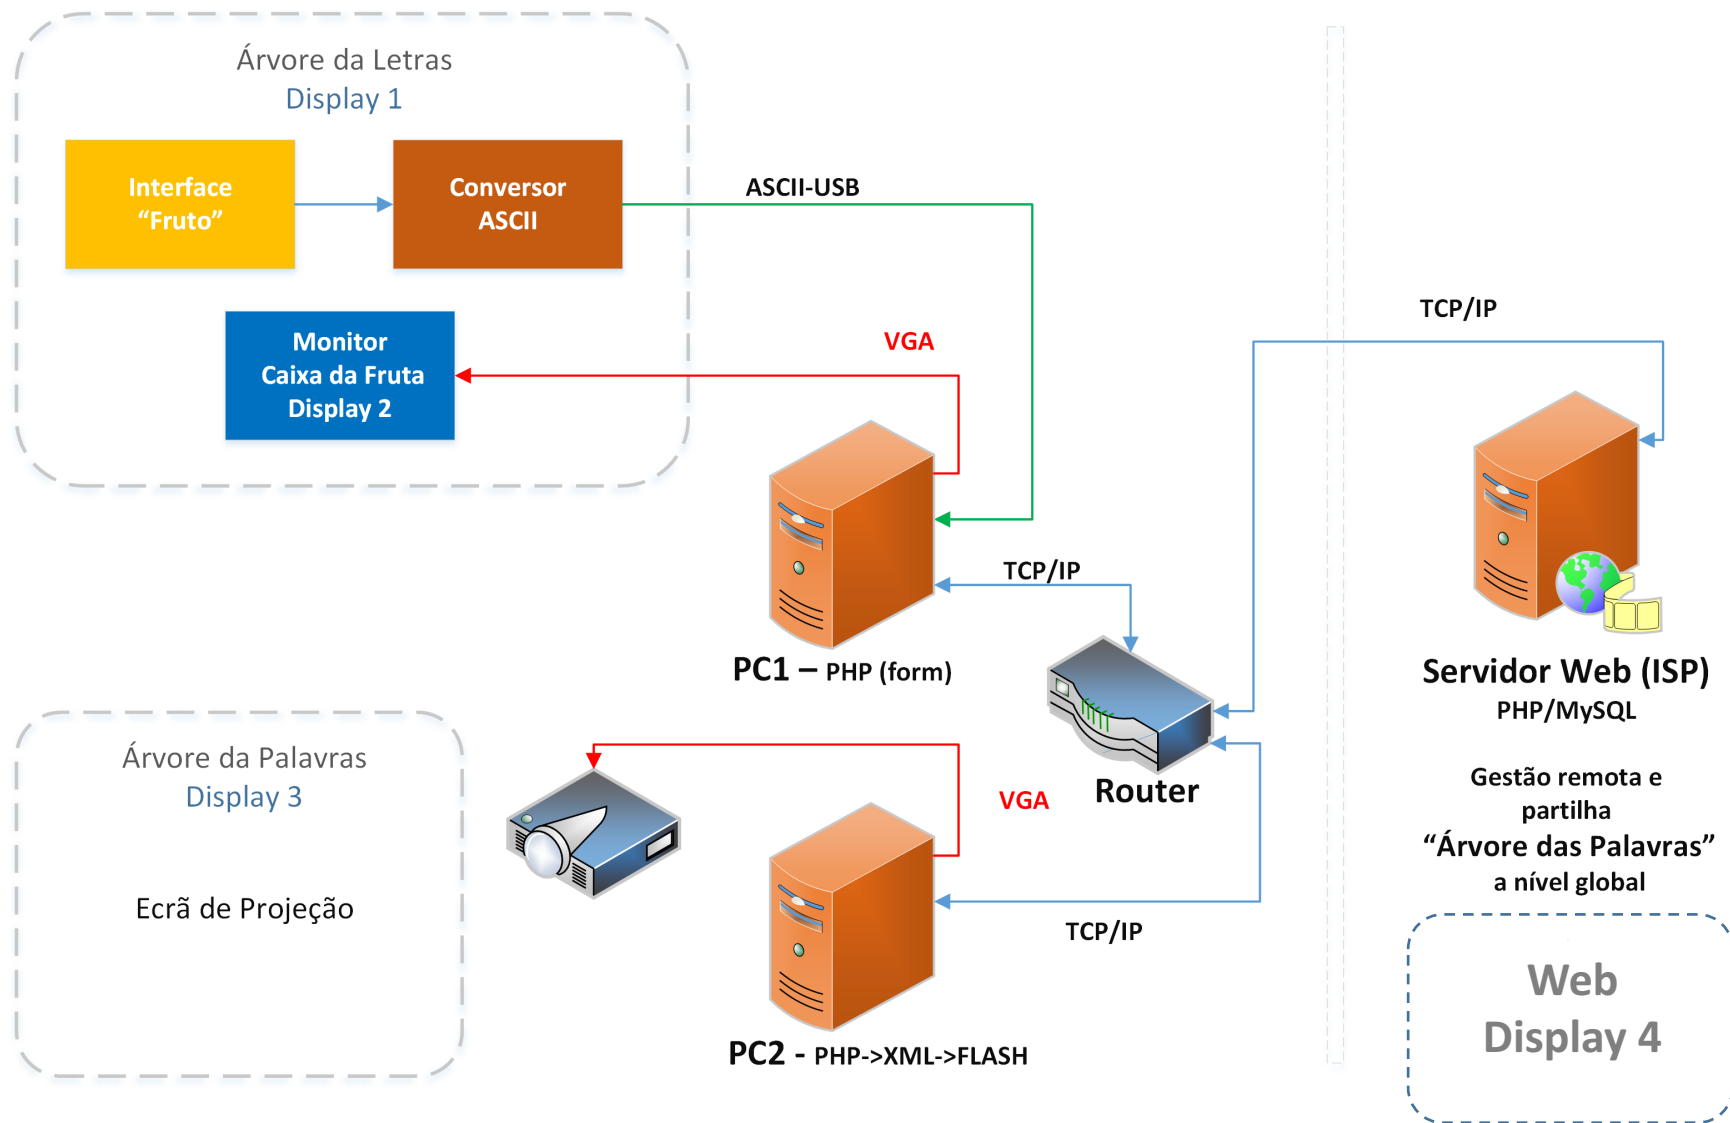 Árvore da Letras
Display 1
Interface
“Fruto”
Conversor
ASCII
ASCII-USB
Monitor
Caixa da Fruta
Display 2
VGA
TCP/IP
TCP/IP
PC1 – PHP (form)
Servidor Web (ISP)
PHP/MySQL
Router
Árvore da Palavras
Display 3
Ecrã de Projeção
VGA
TCP/IP
PC2 - PHP->XML->FLASH
Gestão remota e
partilha
“Árvore das Palavras”
a nível global
Web
Display 4